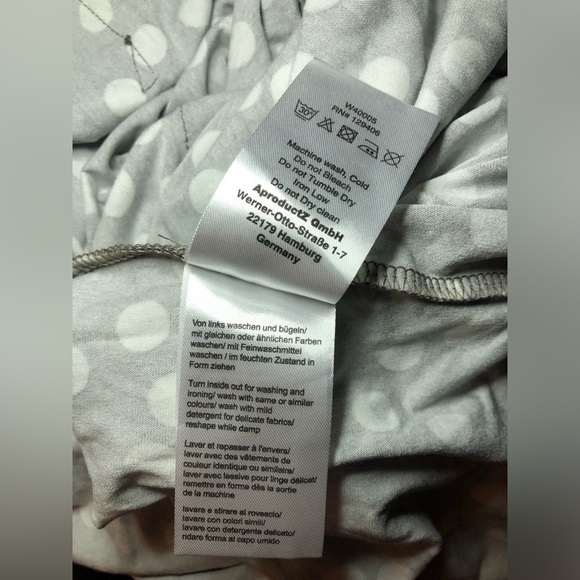 W40005
RN# 129406
30°
Machine wash, Cold
Do not Bleach
Do not Tumble Dry
Iron Low
Do not Dry clean
AproductZ GmbH
Werner-Otto-Straße 1-7
22179 Hamburg
Germany
Von links waschen und bügeln/
mit gleichen oder ähnlichen Farben
waschen/ mit Feinwaschmittel
waschen / im feuchten Zustand in
Form ziehen
Turn inside out for washing and
ironing/ wash with same or similar
colours/ wash with mild
detergent for delicate fabrics/
reshape while damp
Laver et repasser à l'envers/
laver avec des vêtements de
couleur identique ou similaire/
laver avec lessive pour linge délicat/
remettre en forme dès la sortie
de la machine
lavare e stirare al rovescio/
lavare con colori simili/
lavare con detergente delicato/
ridare forma al capo umido